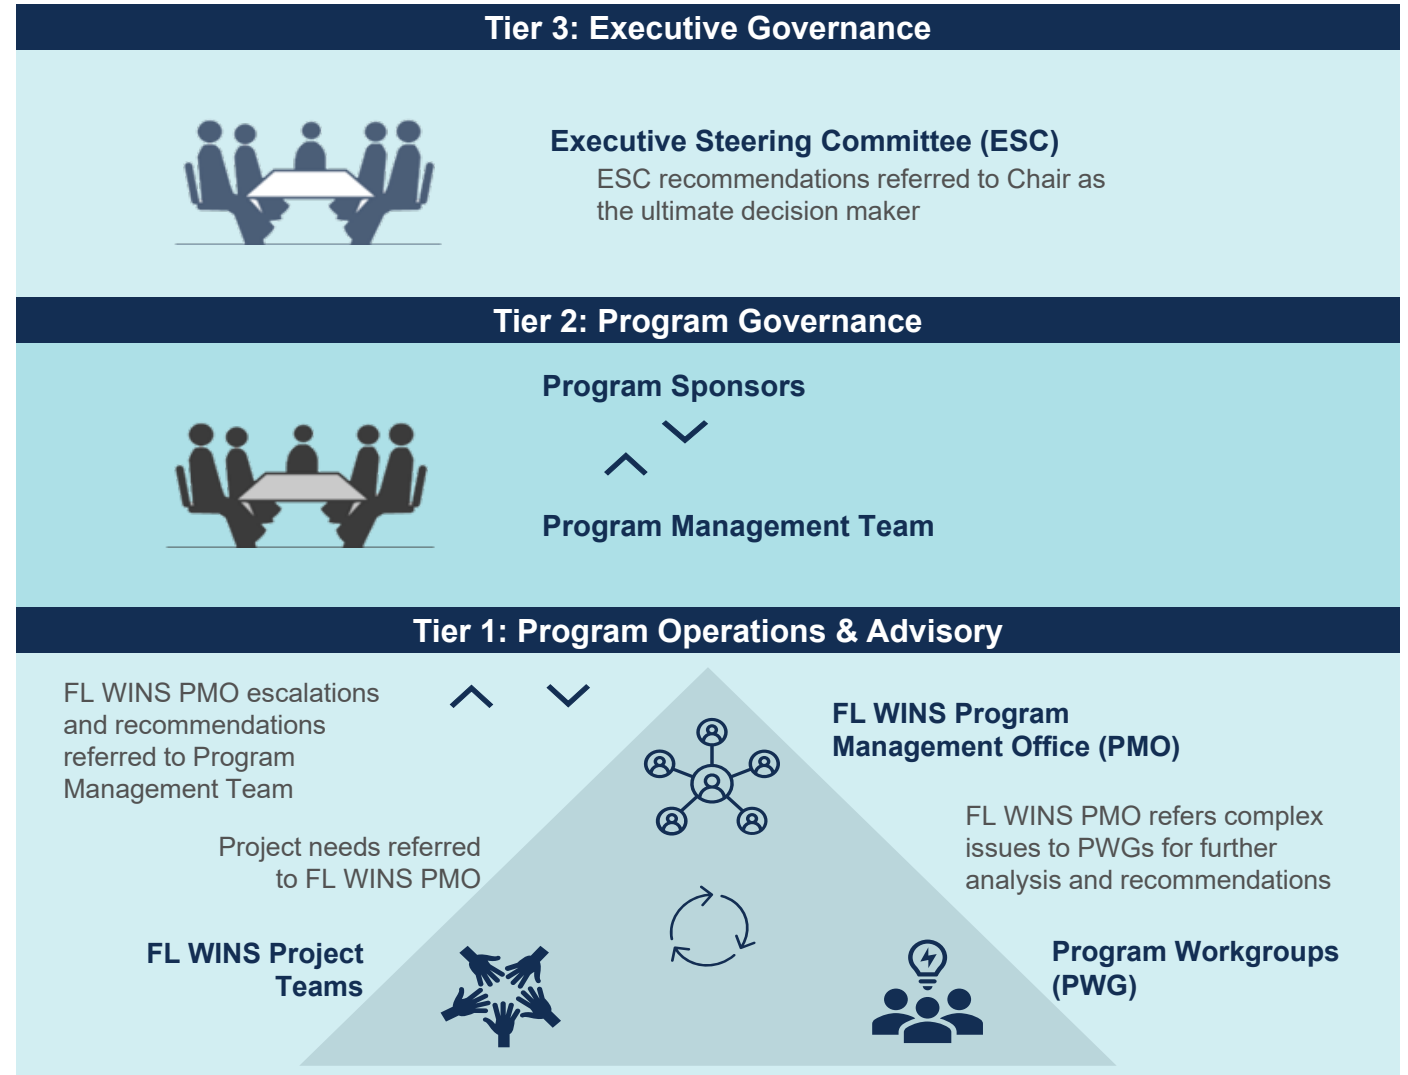 Tier 3: Executive Governance
Executive Steering Committee (ESC)
ESC recommendations referred to Chair as
the ultimate decision maker
Tier 2: Program Governance
Program Sponsors
Program Management Team
Tier 1: Program Operations & Advisory
FL WINS PMO escalations
and recommendations
referred to Program
Management Team
FL WINS Program
Management Office (PMO)
Project needs referred
to FL WINS PMO
FL WINS PMO refers complex
issues to PWGs for further
analysis and recommendations
FL WINS Project
Teams
Program Workgroups
(PWG)